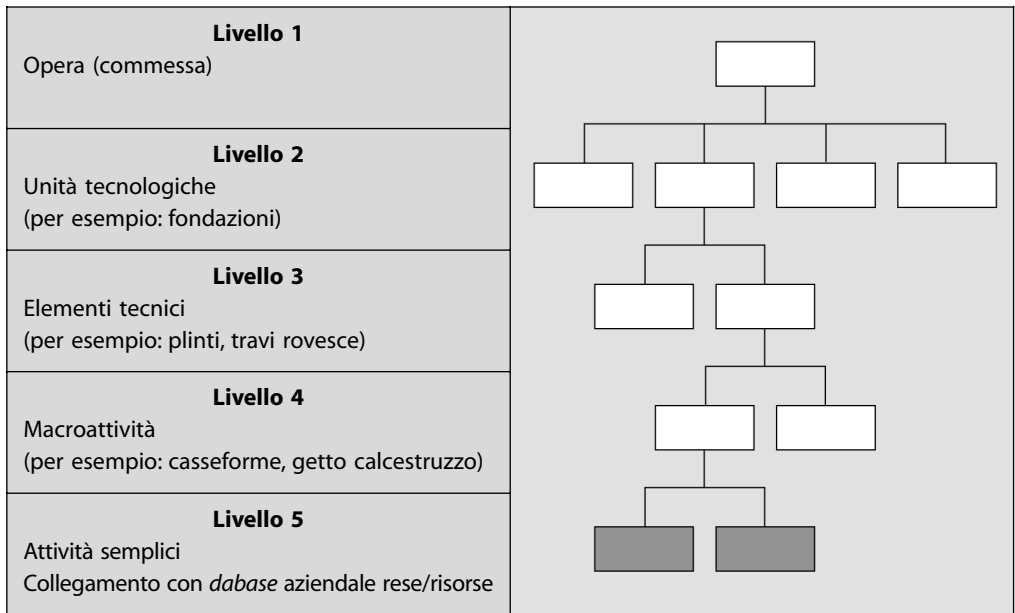 Livello 1
Opera (commessa)
Livello 2
Unità tecnologiche
(per esempio: fondazioni)
Livello 3
Elementi tecnici
(per esempio: plinti, travi rovesce)
Livello 4
Macroattività
(per esempio: casseforme, getto calcestruzzo)
Livello 5
Attività semplici
Collegamento con dabase aziendale rese/risorse